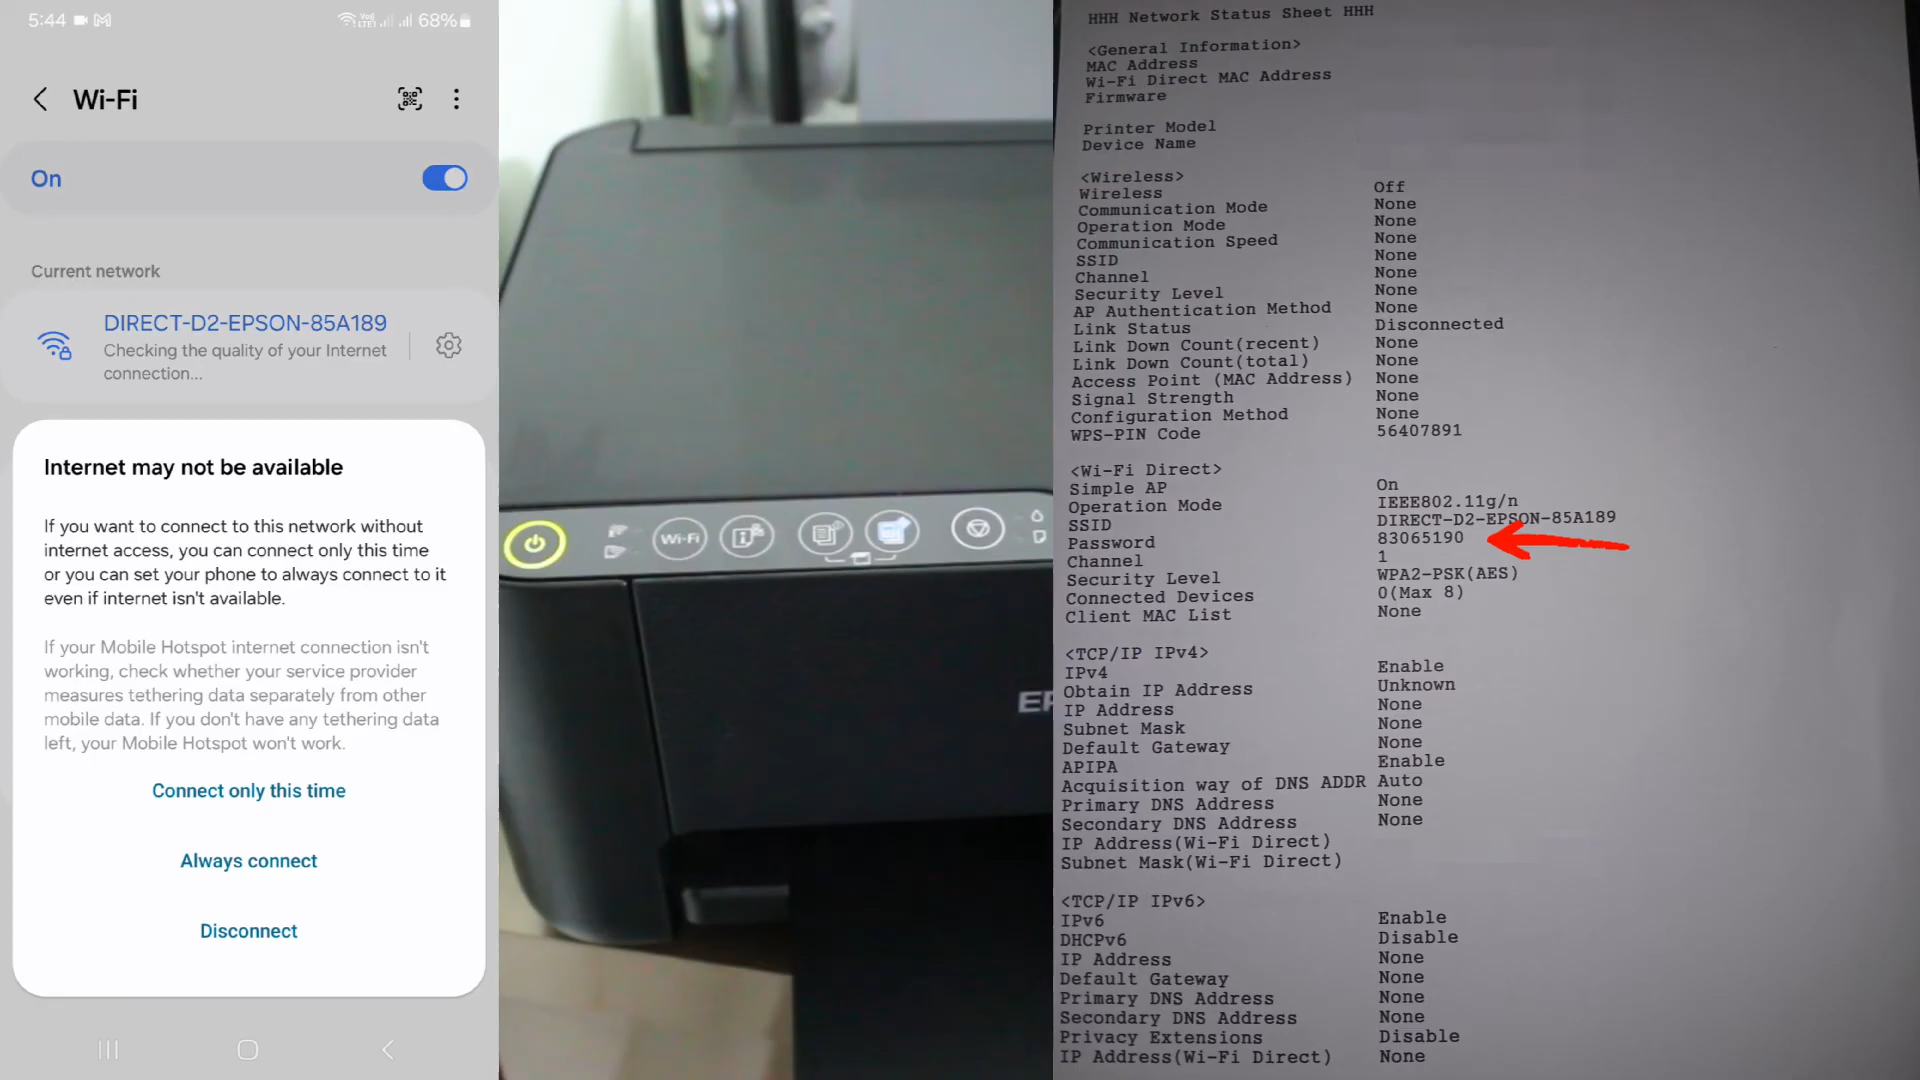 5:44
Vo)
LTE1
68%
Wi-Fi
On
Current network
DIRECT-D2-EPSON-85A189
Checking the quality of your Internet
connection...
Internet may not be available
If you want to connect to this network without
internet access, you can connect only this time
or you can set your phone to always connect to it
even if internet isn't available.
If your Mobile Hotspot internet connection isn't
working, check whether your service provider
measures tethering data separately from other
mobile data. If you don't have any tethering data
left, your Mobile Hotspot won't work.
Connect only this time
Always connect
Disconnect
Wi-Fi
EP
HHH Network Status Sheet HHH
<General Information>
MAC Address
Wi-Fi Direct MAC Address
Firmware
Printer Model
Device Name
<Wireless>
Wireless Off
Communication Mode None
Operation Mode None
Communication Speed None
SSID None
Channel None
Security Level None
AP Authentication Method None
Link Status Disconnected
Link Down Count(recent) None
Link Down Count(total) None
Access Point (MAC Address) None
Signal Strength None
Configuration Method None
WPS-PIN Code 56407891
<Wi-Fi Direct>
Simple AP On
Operation Mode IEEE802.11g/n
SSID DIRECT-D2-EPSON-85A189
Password 83065190
Channel 1
Security Level WPA2-PSK(AES)
Connected Devices 0(Max 8)
Client MAC List None
<TCP/IP IPv4>
IPv4 Enable
Obtain IP Address Unknown
IP Address None
Subnet Mask None
Default Gateway None
APIPA Enable
Acquisition way of DNS ADDR Auto
Primary DNS Address None
Secondary DNS Address None
IP Address(Wi-Fi Direct)
Subnet Mask(Wi-Fi Direct)
<TCP/IP IPv6>
IPv6 Enable
DHCPv6 Disable
IP Address None
Default Gateway None
Primary DNS Address None
Secondary DNS Address None
Privacy Extensions Disable
IP Address(Wi-Fi Direct) None